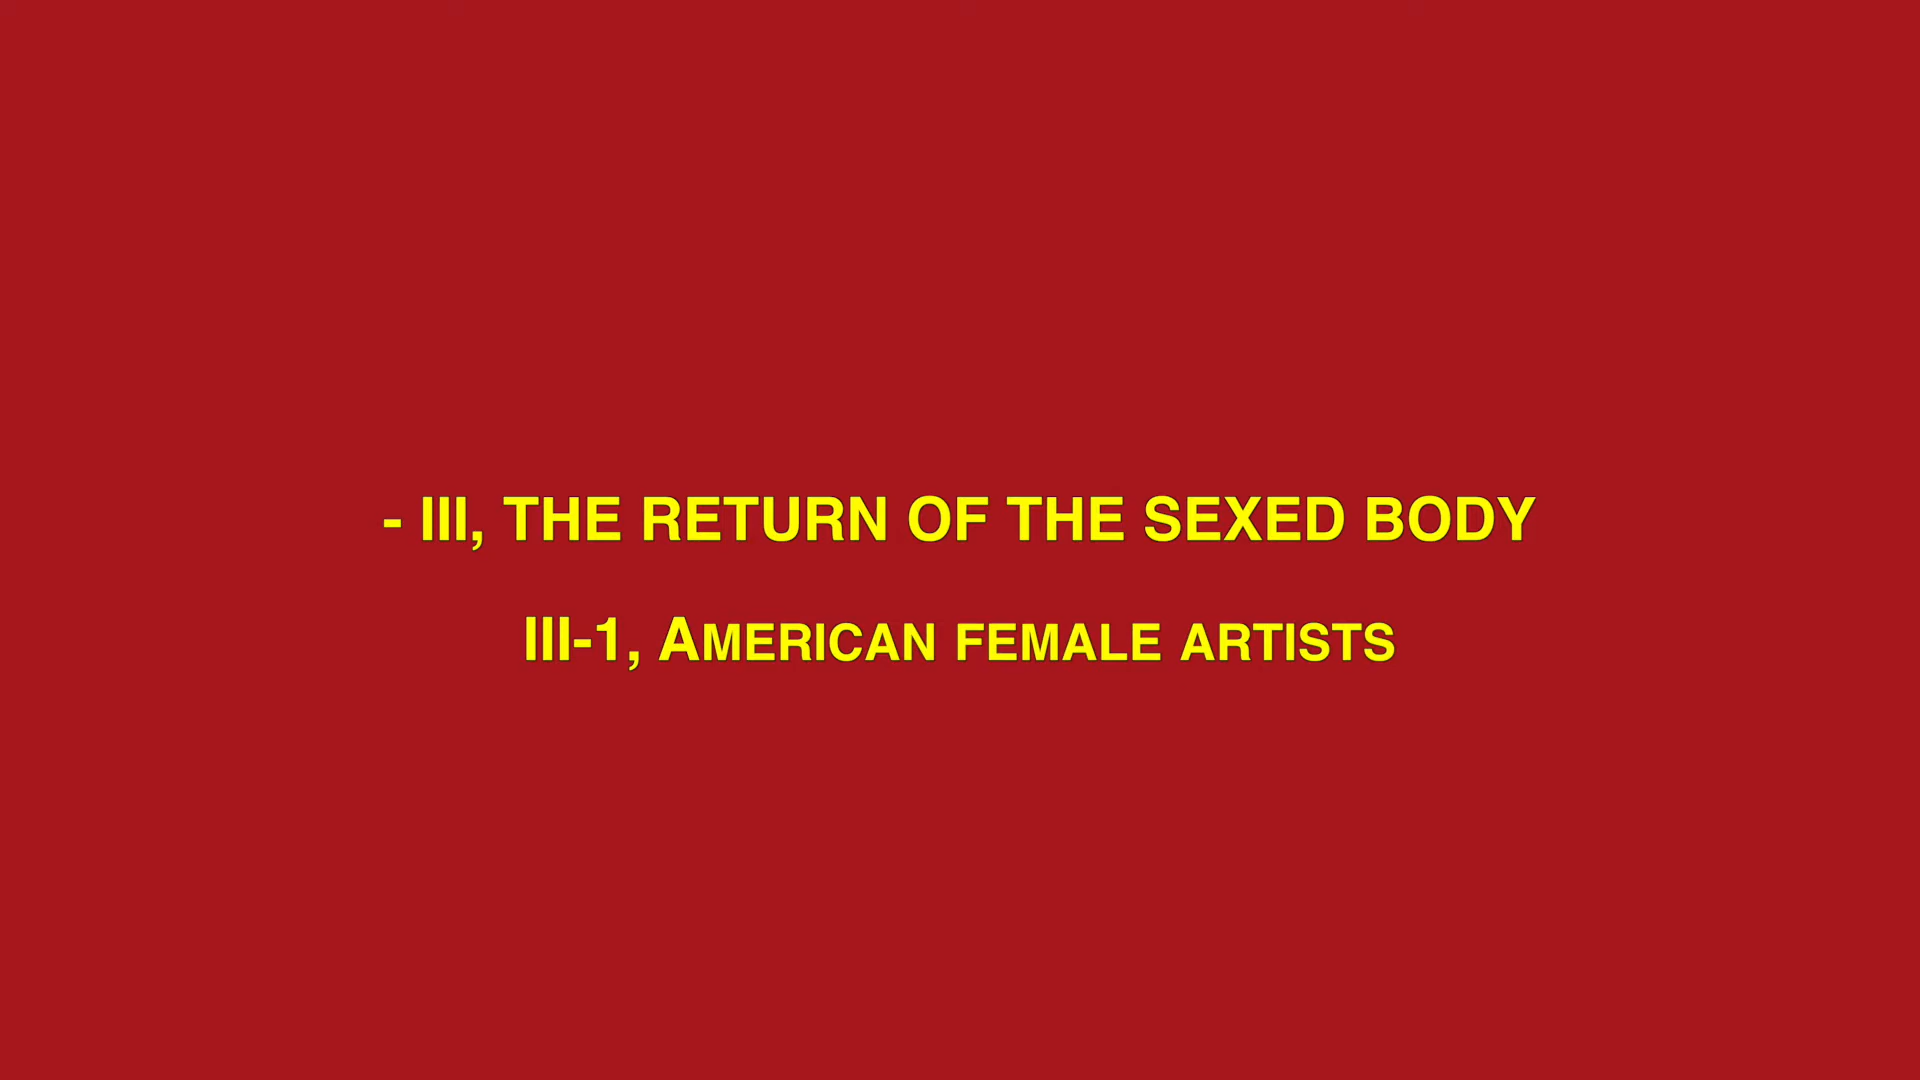 - III, THE RETURN OF THE SEXED BODY
III-1, AMERICAN FEMALE ARTISTS